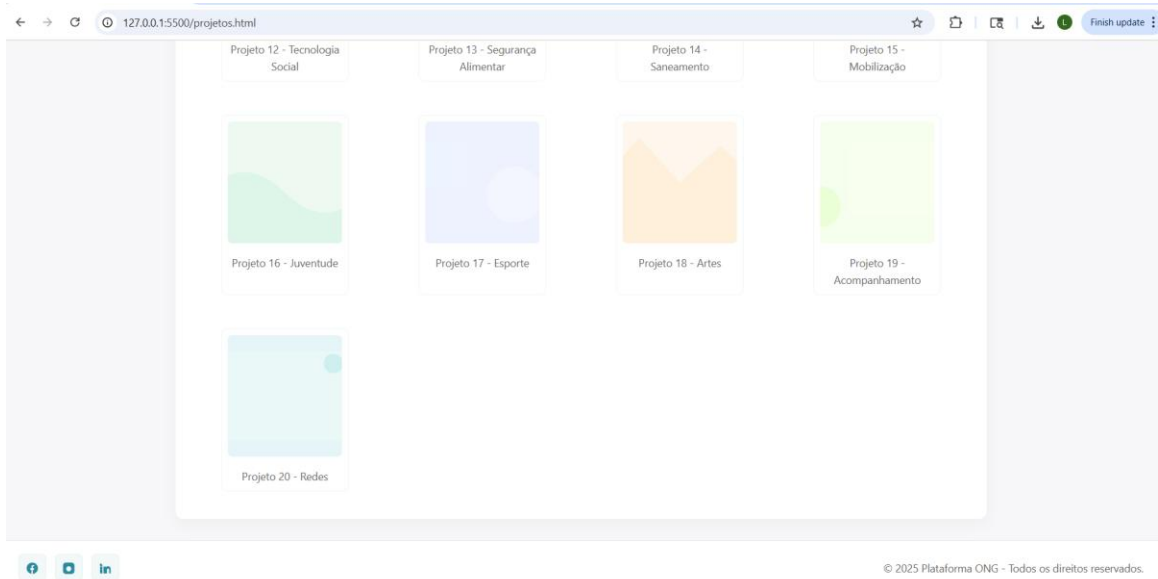 127.0.0.1:5500/projetos.html
L
Finish update
Projeto 12 - Tecnologia
Social
Projeto 13 - Segurança
Alimentar
Projeto 14 -
Saneamento
Projeto 15 -
Mobilização
Projeto 16 - Juventude
Projeto 17 - Esporte
Projeto 18 - Artes
Projeto 19 -
Acompanhamento
Projeto 20 - Redes
in
© 2025 Plataforma ONG - Todos os direitos reservados.